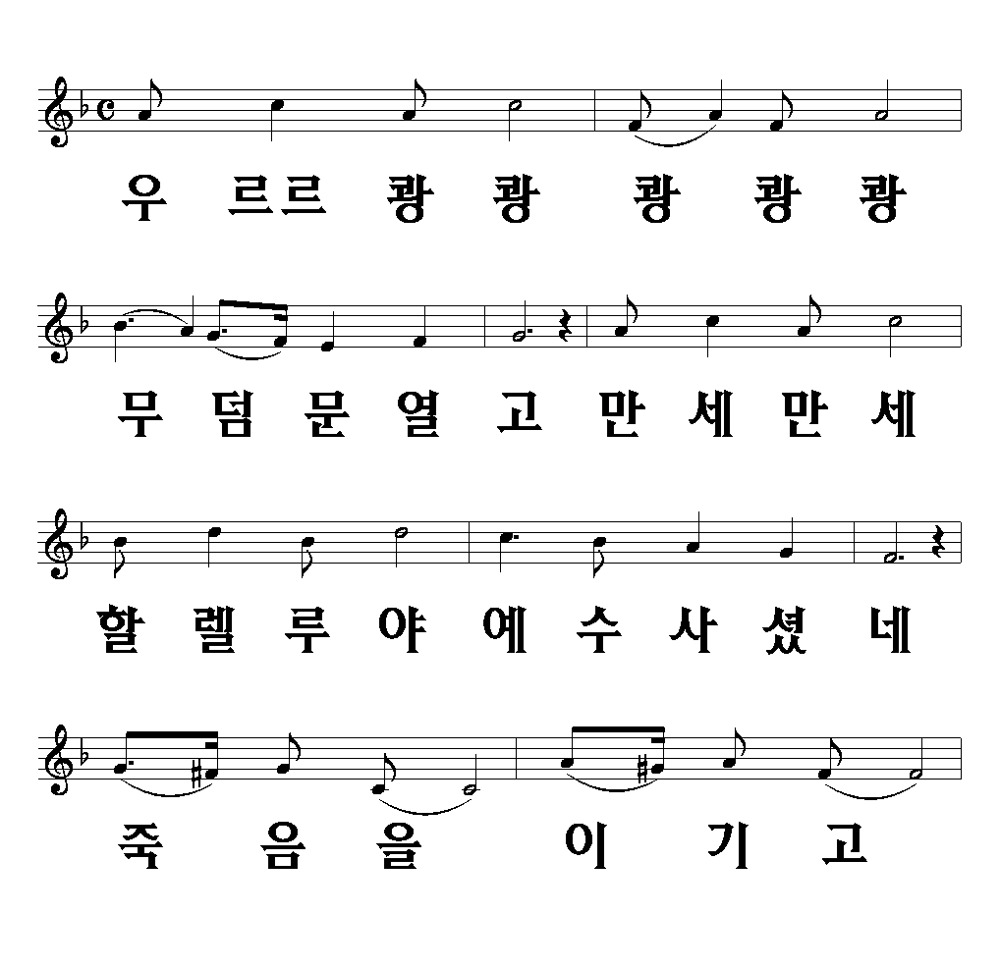 우 르르 쾅 쾅 쾅 쾅 쾅
무 덤 문 열 고 만 세 만 세
할 렐 루 야 예 수 사 셨 네
죽 음 을 이 기 고